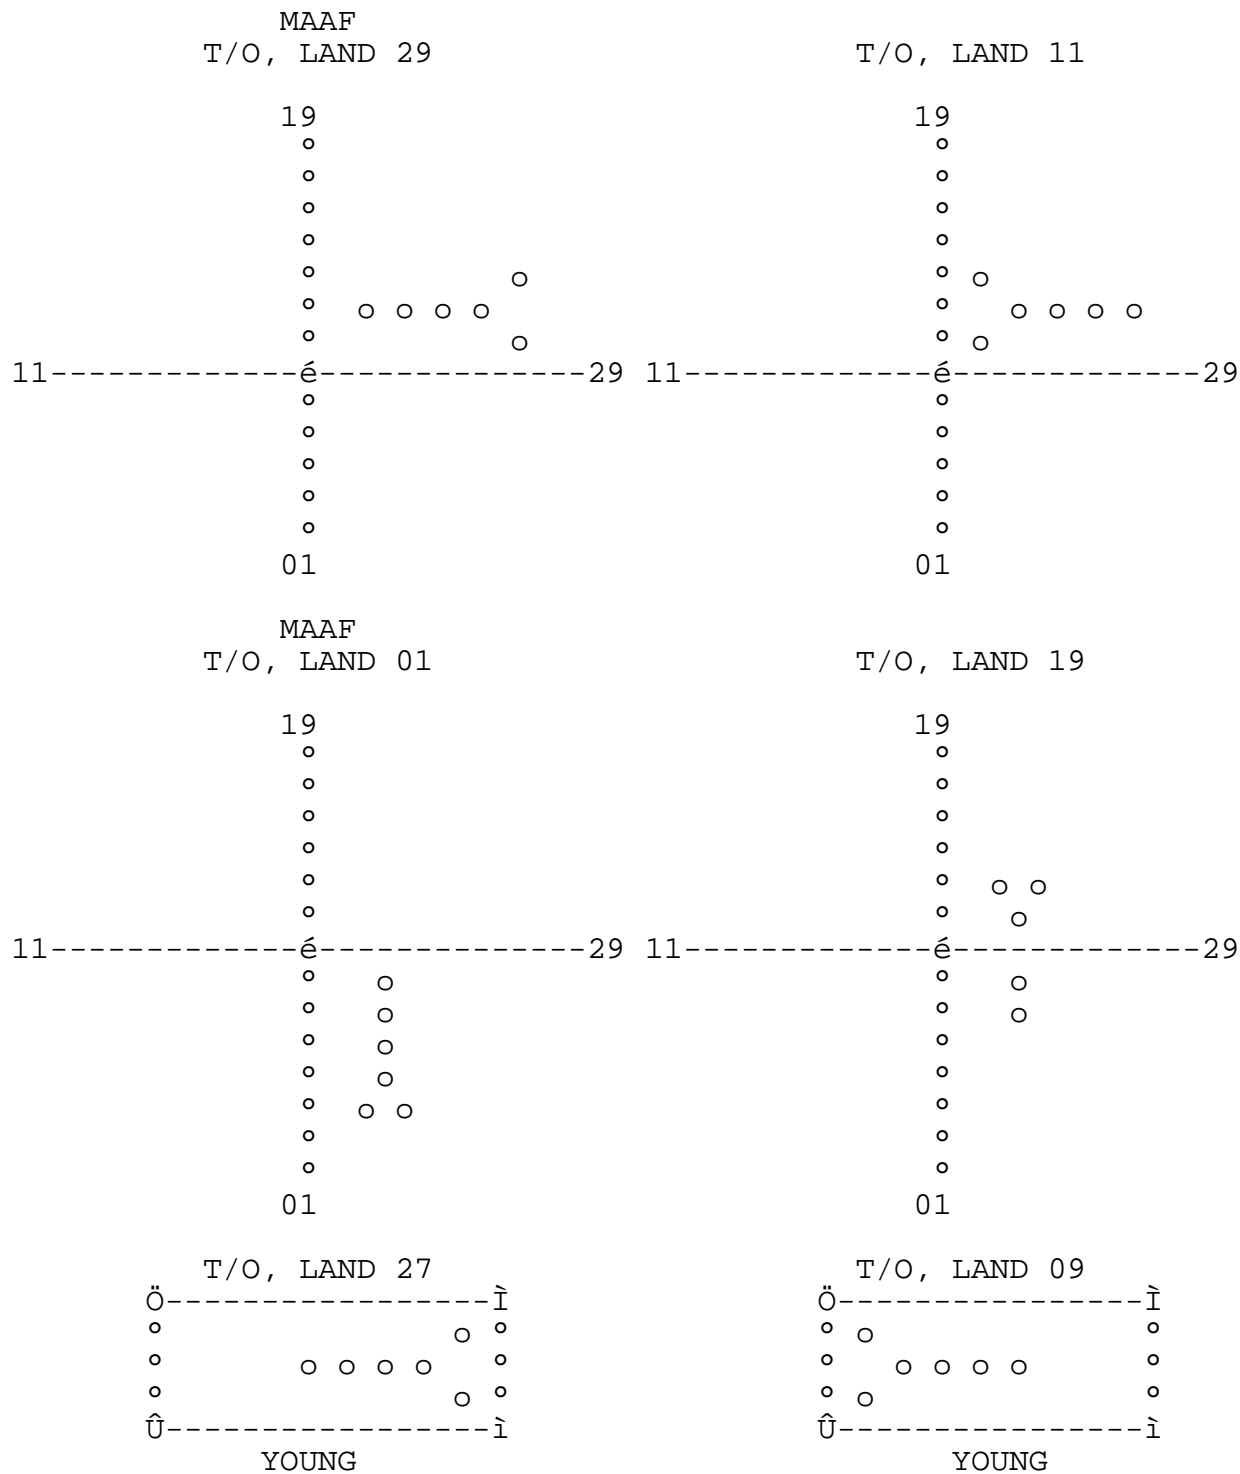 MAAF
T/O, LAND 29 T/O, LAND 11
19 19
° °
° °
° °
° °
° o ° o
° o o o o ° o o o o
° o ° o
11-------------é--------------29 11-------------é-------------29
° °
° °
° °
° °
° °
01 01
MAAF
T/O, LAND 01 T/O, LAND 19
19 19
° °
° °
° °
° °
° ° o o
° ° o
11-------------é--------------29 11-------------é-------------29
° o ° o
° o ° o
° o °
° o °
° o o °
° °
° °
01 01
T/O, LAND 27 T/O, LAND 09
Ö-----------------Ì Ö----------------Ì
° o ° ° o °
° o o o o ° ° o o o o °
° o ° ° o °
Û-----------------ì Û----------------ì
YOUNG YOUNG